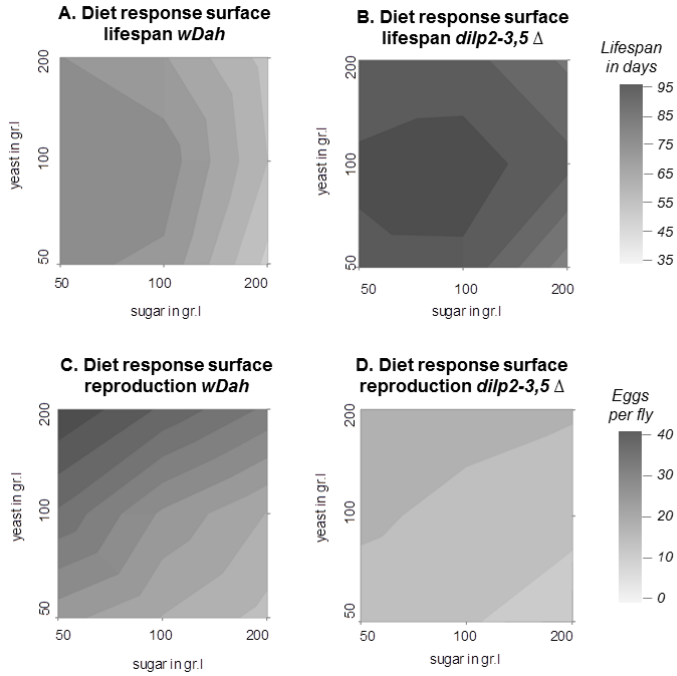 A. Diet response surface
lifespan wDah
B. Diet response surface
lifespan dilp2-3,5 Δ
Lifespan
in days
95
85
75
65
55
45
35
yeast in gr.l
200
100
50
50 100 200
sugar in gr.l
yeast in gr.l
200
100
50
50 100 200
sugar in gr.l
C. Diet response surface
reproduction wDah
D. Diet response surface
reproduction dilp2-3,5 Δ
Eggs
per fly
40
30
20
10
0
yeast in gr.l
200
100
50
50 100 200
sugar in gr.l
yeast in gr.l
200
100
50
50 100 200
sugar in gr.l